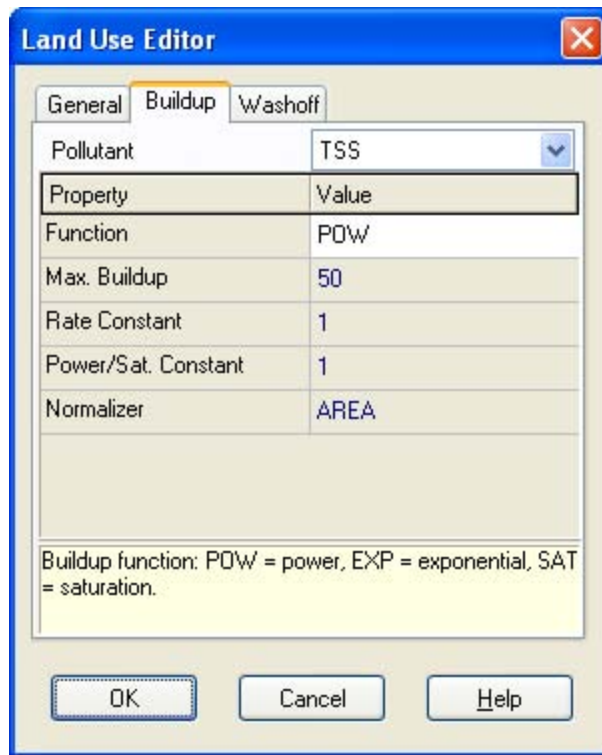 Land Use Editor
General Buildup Washoff
Pollutant TSS
Property Value
Function POW
Max. Buildup 50
Rate Constant 1
Power/Sat. Constant 1
Normalizer AREA
Buildup function: POW = power, EXP = exponential, SAT
= saturation.
OK Cancel Help